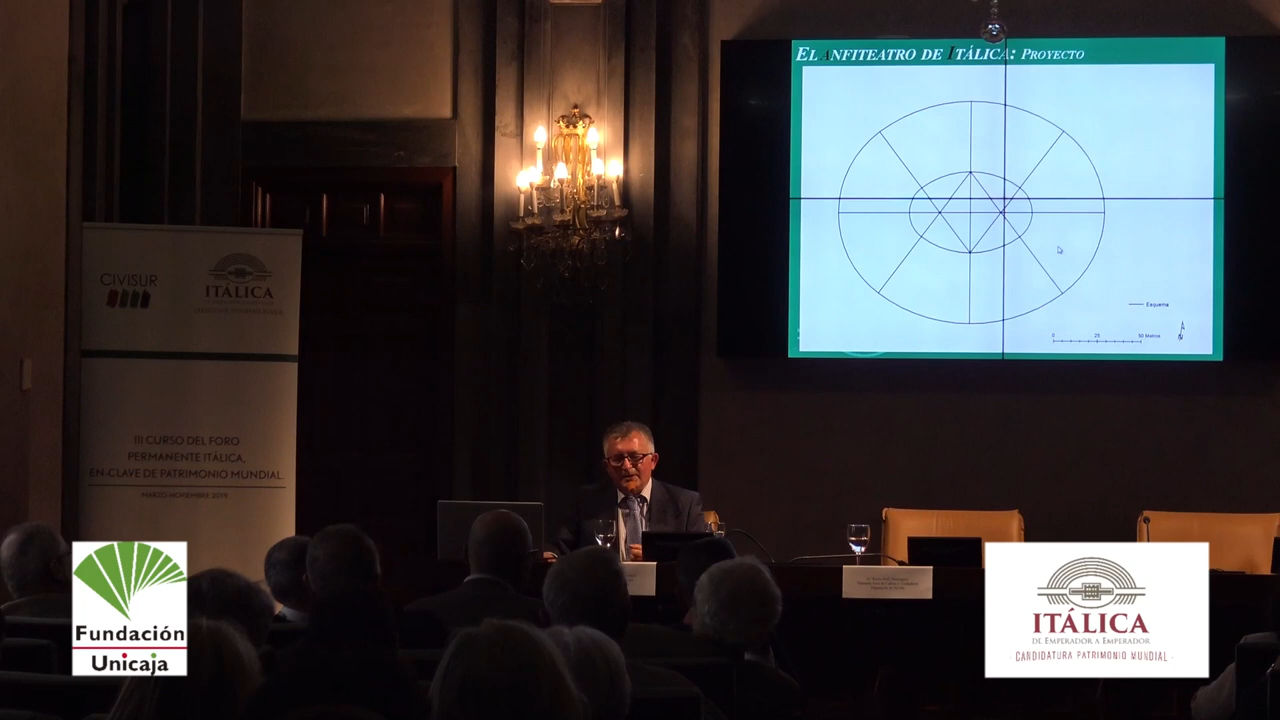 EL ANFITEATRO DE ITÁLICA: PROYECTO
Esquema
0 25 50 Metros
CIVISUR
ITÁLICA
III CURSO DEL FORO
PERMANENTE ITÁLICA,
EN-CLAVE DE PATRIMONIO MUNDIAL.
MARZO-NOVIEMBRE 2019
Fundación
Unicaja
ITÁLICA
DE EMPERADOR A EMPERADOR
· CANDIDATURA PATRIMONIO MUNDIAL ·